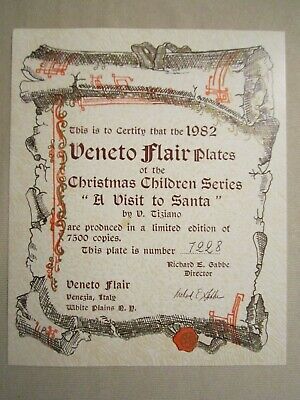 This is to Certify that the 1982
Veneto Flair Plates
of the
Christmas Children Series
"A Visit to Santa"
by V. Tiziano
are produced in a limited edition of
7500 copies.
This plate is number 7228
Richard E. Gabbe
Director
Veneto Flair
Venezia, Italy
White Plains N.Y.